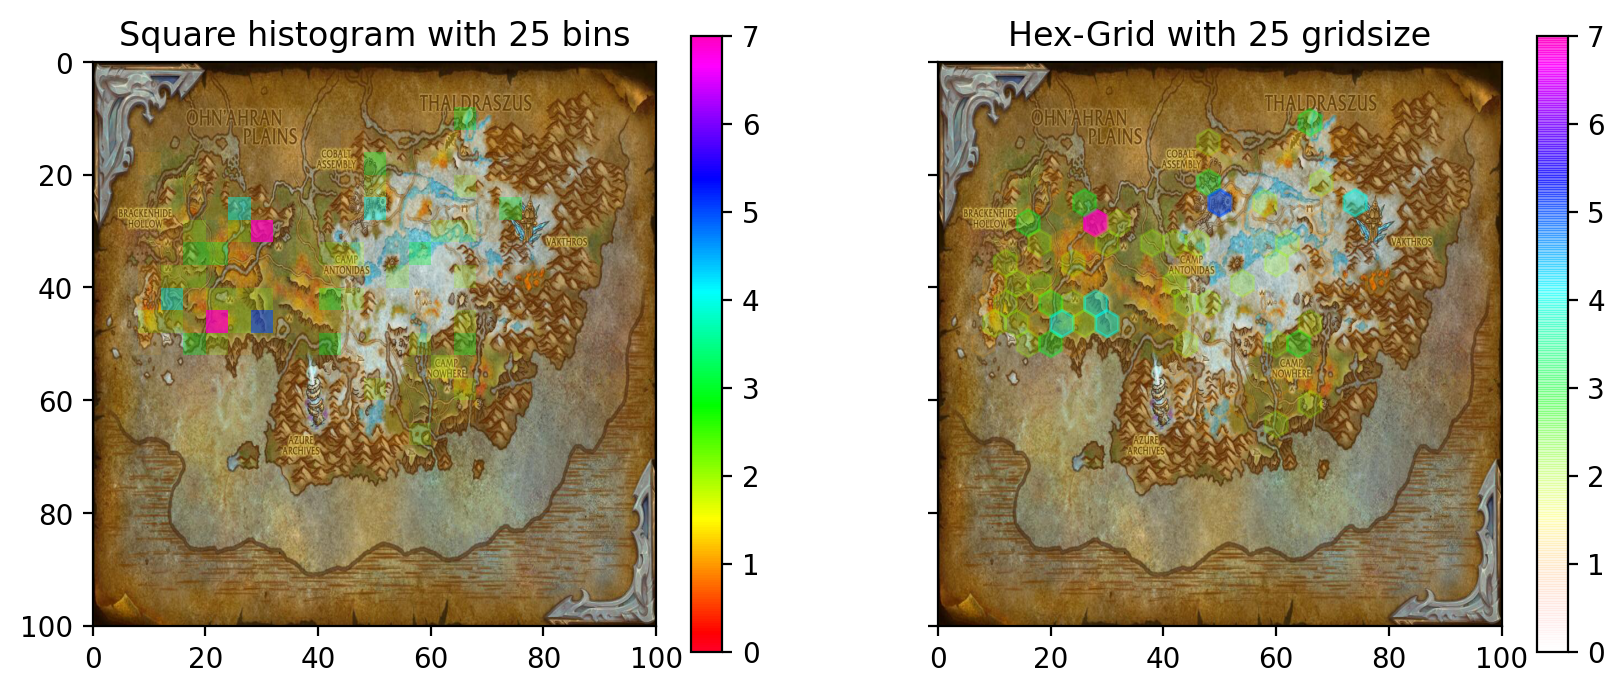 Square histogram with 25 bins
0
20
40
60
80
100
0
20
40
60
80
100
OHN'AHRAN
PLAINS
THALDRASZUS
COBALT
ASSEMBLY
BRACKENHIDE
HOLLOW
VAKTHROS
CAMP
ANTONIDAS
CAMP
NOWHERE
AZURE
ARCHIVES
7
6
5
4
3
2
1
0
Hex-Grid with 25 gridsize
OHN'AHRAN
PLAINS
THALDRASZUS
COBALT
ASSEMBLY
BRACKENHIDE
HOLLOW
VAKTHROS
CAMP
ANTONIDAS
CAMP
NOWHERE
AZURE
ARCHIVES
0
20
40
60
80
100
7
6
5
4
3
2
1
0